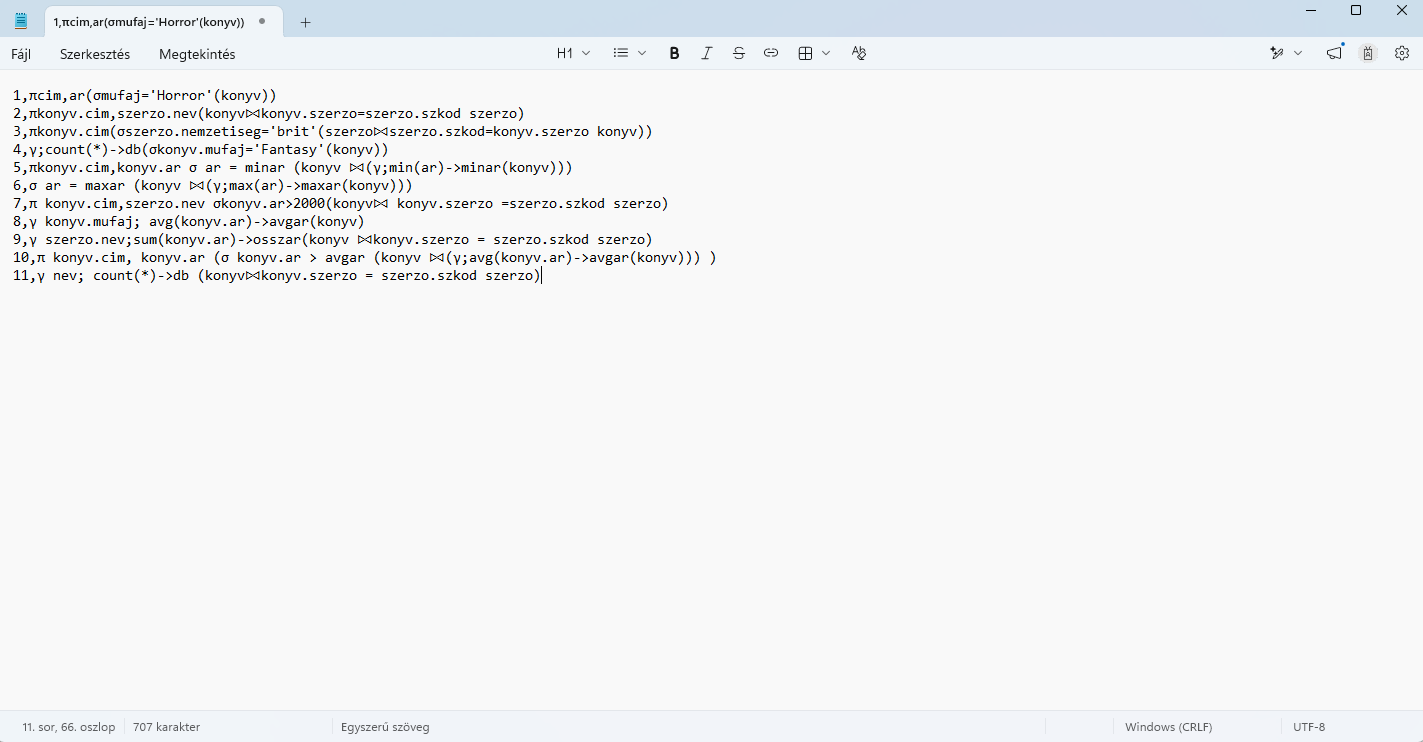 1,πcim,ar(σmufaj='Horror'(konyv))
Fájl Szerkesztés Megtekintés H1 B I S
1,πcim,ar(σmufaj='Horror'(konyv))
2,πkonyv.cim,szerzo.nev(konyv⋈konyv.szerzo=szerzo.szkod szerzo)
3,πkonyv.cim(σszerzo.nemzetiseg='brit'(szerzo⋈szerzo.szkod=konyv.szerzo konyv))
4,γ;count(*)->db(σkonyv.mufaj='Fantasy'(konyv))
5,πkonyv.cim,konyv.ar σ ar = minar (konyv ⋈(γ;min(ar)->minar(konyv)))
6,σ ar = maxar (konyv ⋈(γ;max(ar)->maxar(konyv)))
7,π konyv.cim,szerzo.nev σkonyv.ar>2000(konyv⋈ konyv.szerzo =szerzo.szkod szerzo)
8,γ konyv.mufaj; avg(konyv.ar)->avgar(konyv)
9,γ szerzo.nev;sum(konyv.ar)->osszar(konyv ⋈konyv.szerzo = szerzo.szkod szerzo)
10,π konyv.cim, konyv.ar (σ konyv.ar > avgar (konyv ⋈(γ;avg(konyv.ar)->avgar(konyv))) )
11,γ nev; count(*)->db (konyv⋈konyv.szerzo = szerzo.szkod szerzo)
11. sor, 66. oszlop 707 karakter Egyszerű szöveg Windows (CRLF) UTF-8